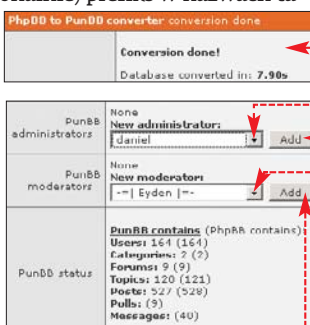 PhpBB to PunBB converter conversion done
Conversion done!
Database converted in: 7.90s
PunBB administrators
None
New administrator:
daniel
Add
PunBB moderators
None
New moderator:
-=| Eyden |=-
Add
PunBB status
PunBB contains (PhpBB contains)
Users: 164 (164)
Categories: 2 (2)
Forums: 9 (9)
Topics: 120 (121)
Posts: 527 (528)
Polls: (9)
Messages: (40)